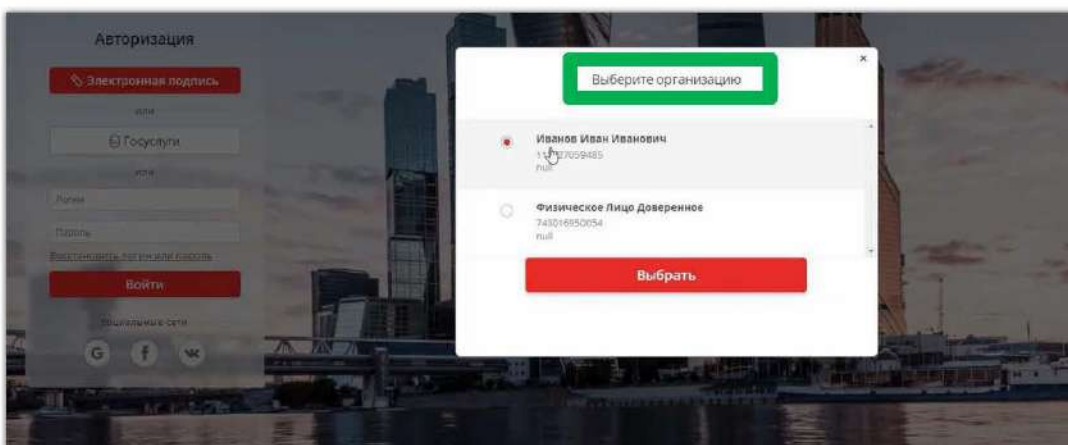 Авторизация
Электронная подпись
или
Госуслуги
или
Логин
Пароль
Восстановить логин или пароль
Войти
Социальные сети
G f
Выберите организацию
×
Иванов Иван Иванович
null
Физическое Лицо Доверенное
743016950054
null
Выбрать